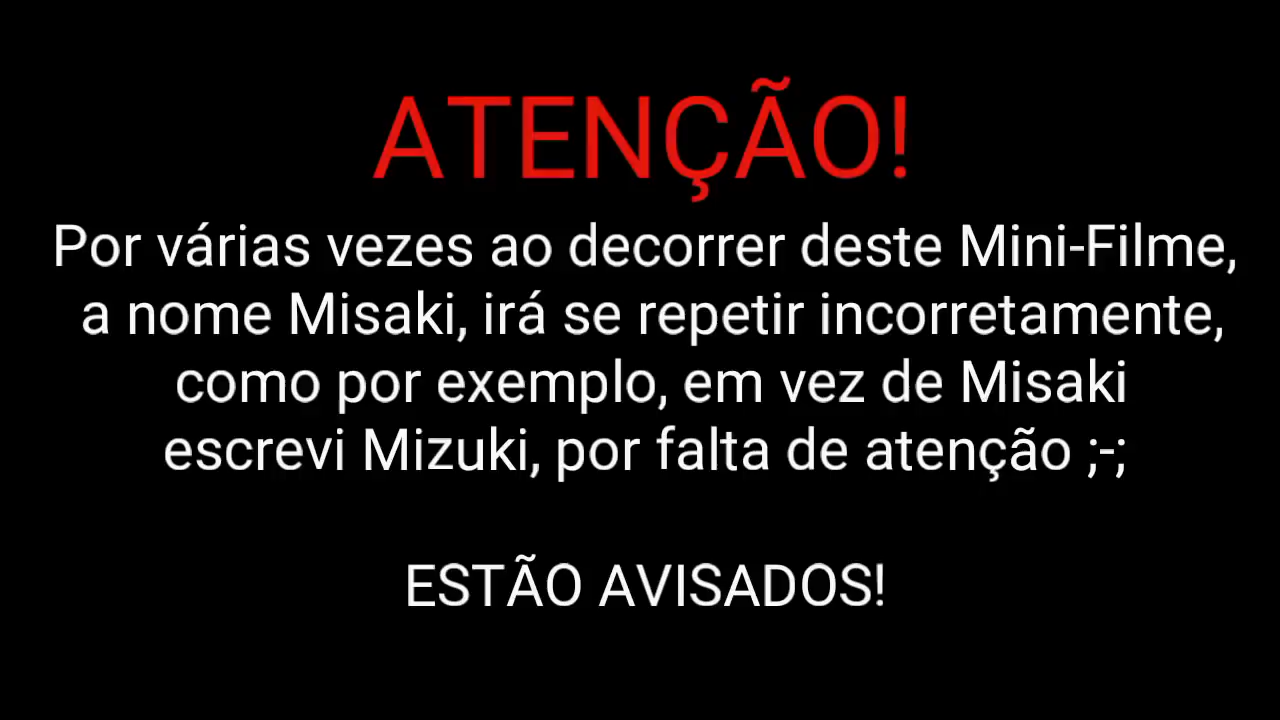 ATENÇÃO!
Por várias vezes ao decorrer deste Mini-Filme,
a nome Misaki, irá se repetir incorretamente,
como por exemplo, em vez de Misaki
escrevi Mizuki, por falta de atenção ;-;
ESTÃO AVISADOS!